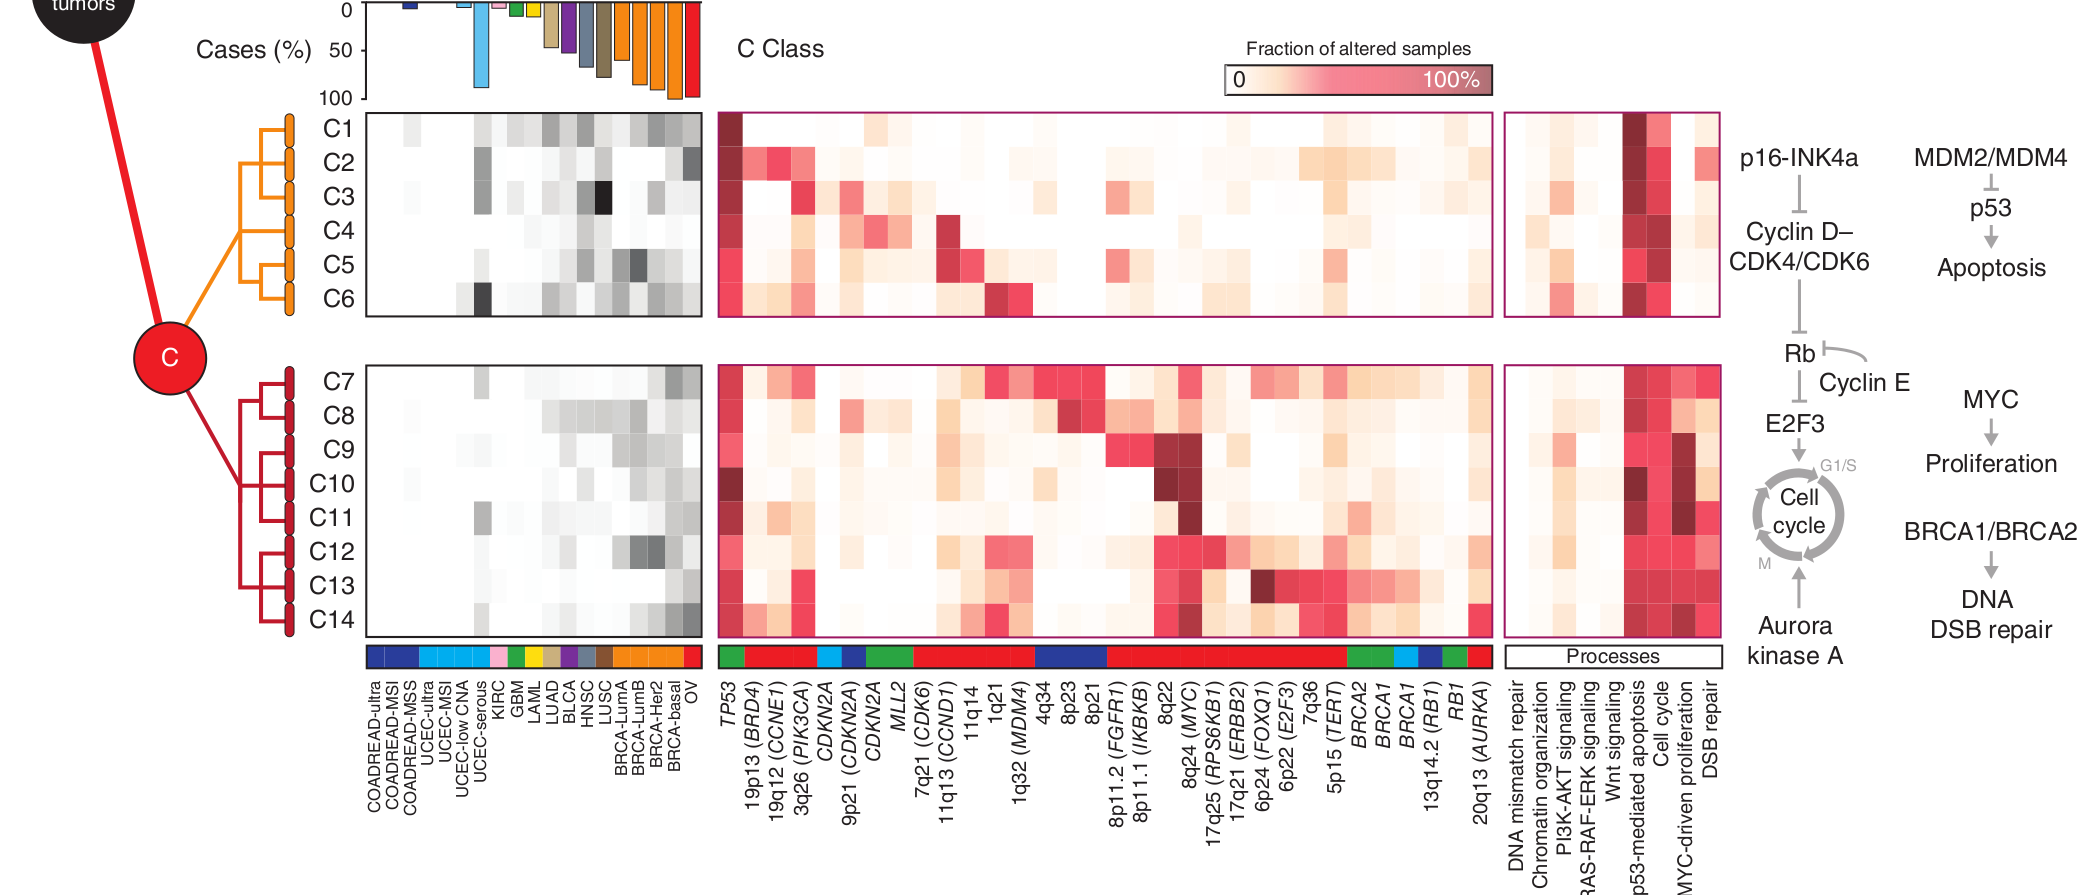 tumors
Cases (%)
0
50
100
C Class
Fraction of altered samples
0
100%
C
C1
C2
C3
C4
C5
C6
C7
C8
C9
C10
C11
C12
C13
C14
p16-INK4a
Cyclin D–
CDK4/CDK6
Rb
Cyclin E
E2F3
G1/S
Cell
cycle
M
Aurora
kinase A
MDM2/MDM4
p53
Apoptosis
MYC
Proliferation
BRCA1/BRCA2
DNA
DSB repair
Processes
COADREAD-ultra
COADREAD-MSI
COADREAD-MSS
UCEC-ultra
UCEC-MSI
UCEC-low CNA
UCEC-serous
KIRC
GBM
LAML
LUAD
BLCA
HNSC
LUSC
BRCA-LumA
BRCA-LumB
BRCA-Her2
BRCA-basal
OV
TP53
19p13 (BRD4)
19q12 (CCNE1)
3q26 (PIK3CA)
CDKN2A
9p21 (CDKN2A)
CDKN2A
MLL2
7q21 (CDK6)
11q13 (CCND1)
11q14
1q21
1q32 (MDM4)
4q34
8p23
8p21
8p11.2 (FGFR1)
8p11.1 (IKBKB)
8q22
8q24 (MYC)
17q25 (RPS6KB1)
17q21 (ERBB2)
6p24 (FOXQ1)
6p22 (E2F3)
7q36
5p15 (TERT)
BRCA2
BRCA1
BRCA1
13q14.2 (RB1)
RB1
20q13 (AURKA)
DNA mismatch repair
Chromatin organization
PI3K-AKT signaling
RAS-RAF-ERK signaling
Wnt signaling
p53-mediated apoptosis
Cell cycle
MYC-driven proliferation
DSB repair